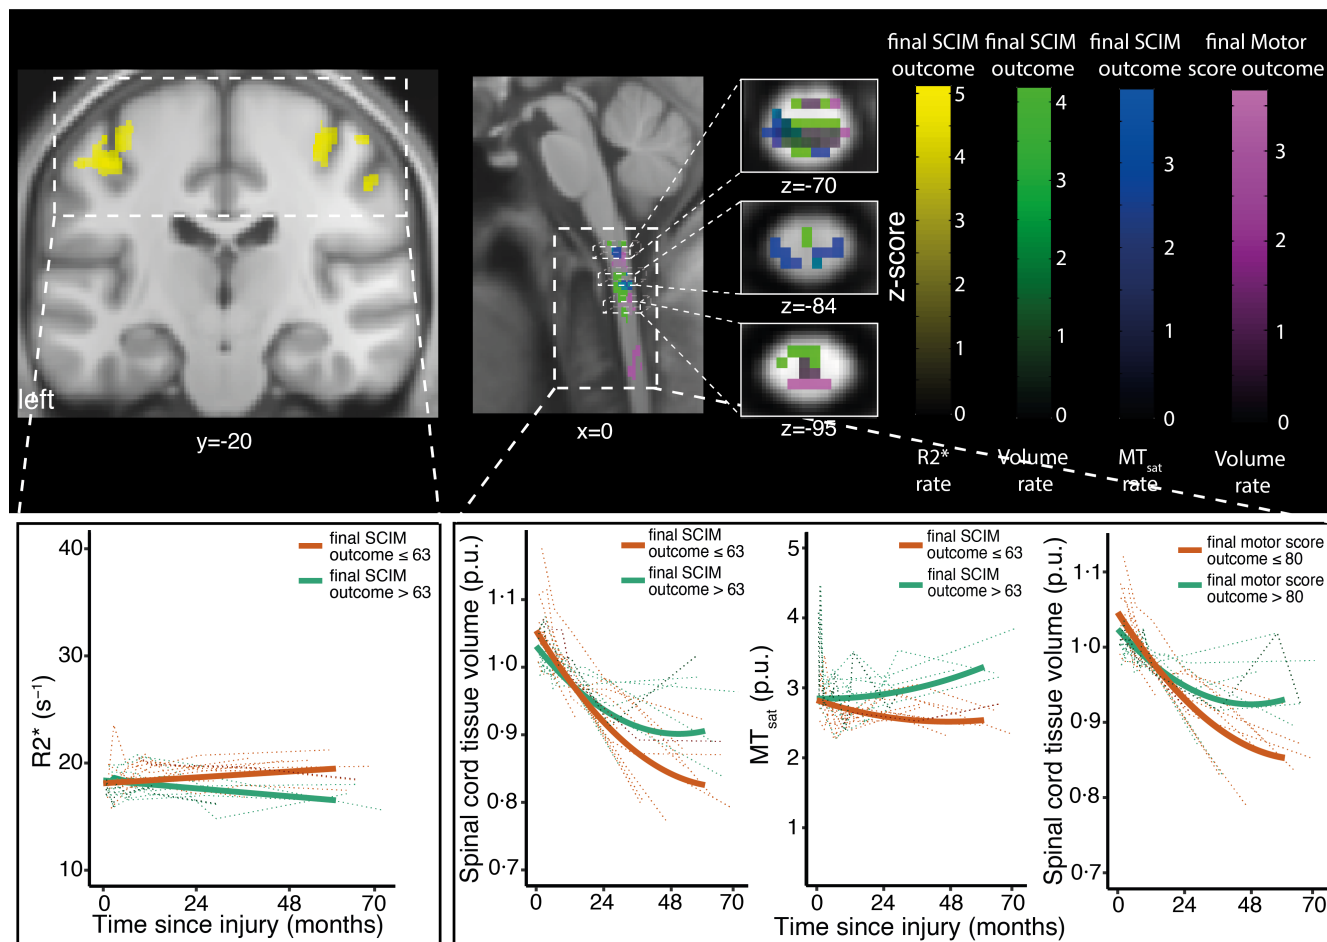 final SCIM
outcome
final SCIM
outcome
final SCIM
outcome
final Motor
score outcome
z-score
5
4
3
2
1
0
4
3
2
1
0
3
2
1
0
3
2
1
0
R2*
rate
Volume
rate
MTsat
rate
Volume
rate
left
y=-20
x=0
z=-70
z=-84
z=-95
final SCIM
outcome ≤ 63
final SCIM
outcome > 63
R2* (s⁻¹)
40
30
20
10
0
24
48
70
Time since injury (months)
final SCIM
outcome ≤ 63
final SCIM
outcome > 63
Spinal cord tissue volume (p.u.)
1·1
1·0
0·9
0·8
0·7
0
24
48
70
final SCIM
outcome ≤ 63
final SCIM
outcome > 63
MTsat (p.u.)
5
4
3
2
1
0
24
48
70
final motor score
outcome ≤ 80
final motor score
outcome > 80
Spinal cord tissue volume (p.u.)
1·1
1·0
0·9
0·8
0·7
0
24
48
70
Time since injury (months)